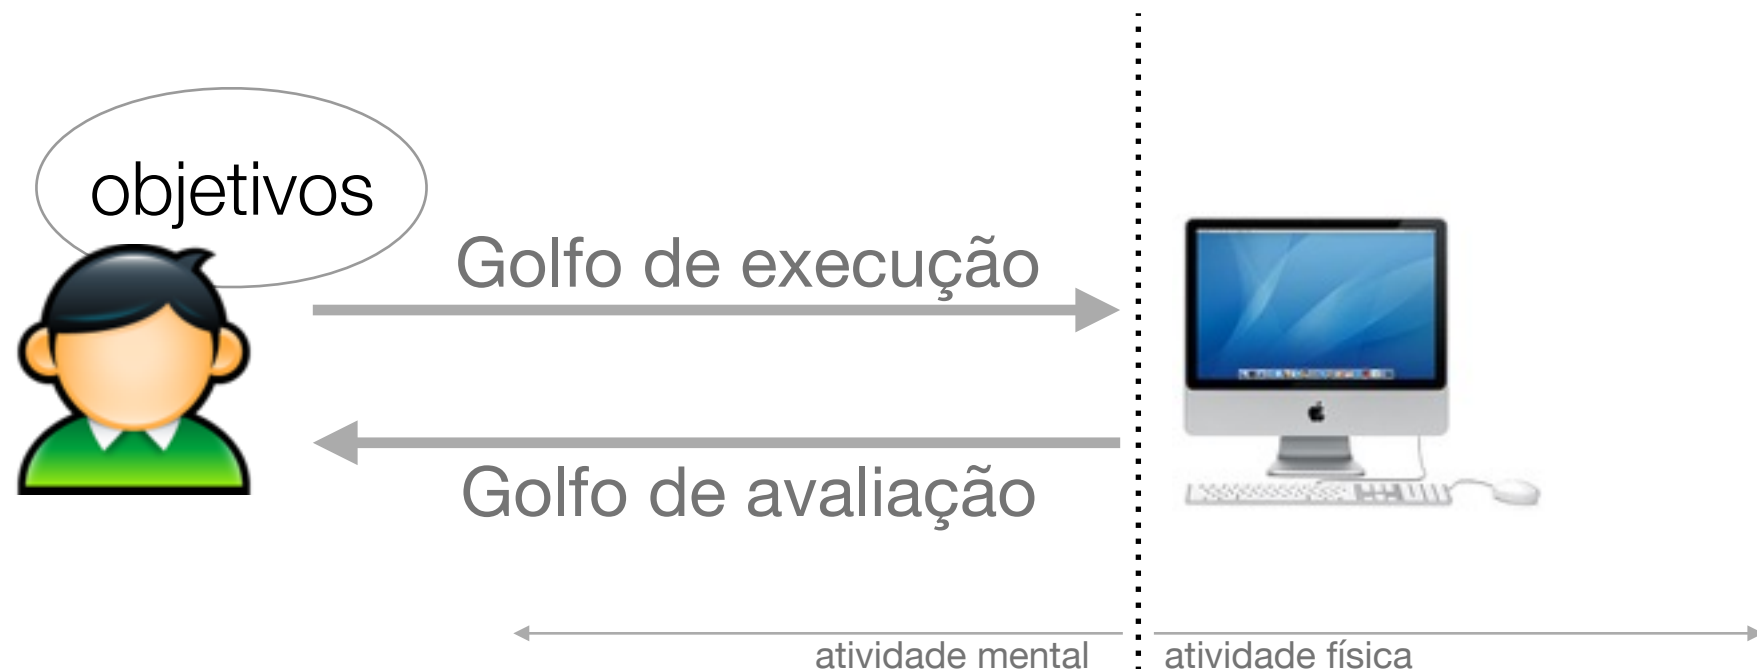 objetivos
Golfo de execução
Golfo de avaliação
atividade mental
atividade física